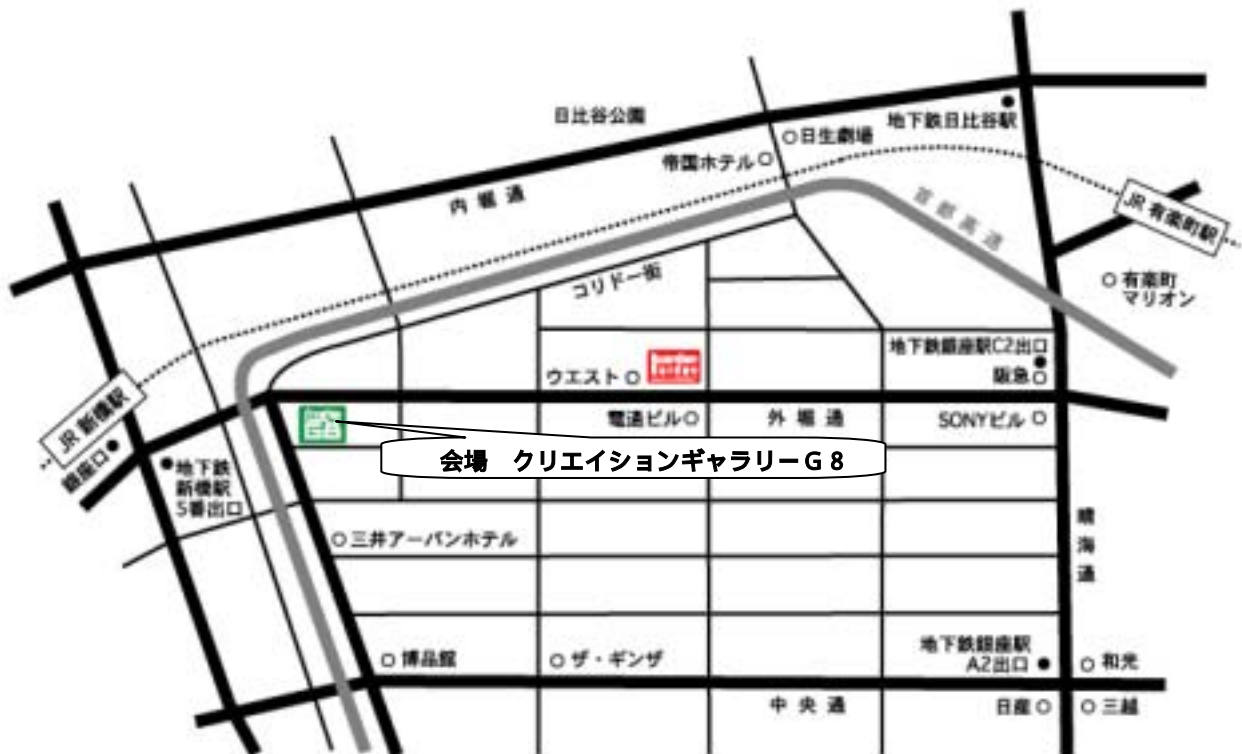 日比谷公園
地下鉄日比谷駅
日生劇場
帝国ホテル
内堀通
首都高速
JR 有楽町駅
コリドー街
有楽町
マリオン
地下鉄銀座駅C2出口
阪急
ウエスト
JR 新橋駅
銀座口
電通ビル
外堀通
SONYビル
会場 クリエイションギャラリーG8
地下鉄
新橋駅
5番出口
三井アーバンホテル
晴海通
博品館
ザ・ギンザ
地下鉄銀座駅
A2出口
和光
中央通
日産
三越